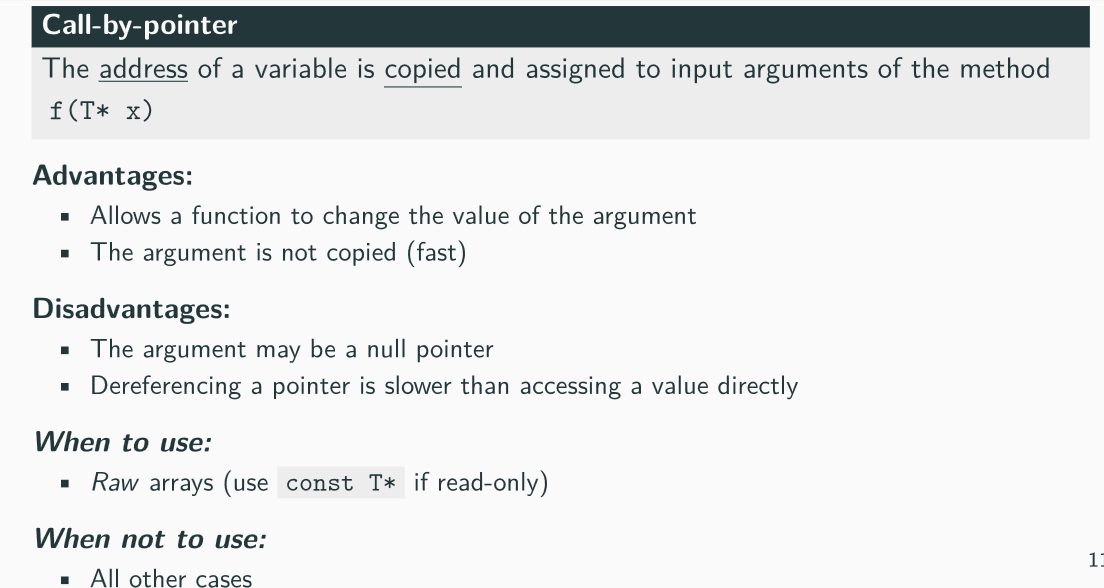 Call-by-pointer
The address of a variable is copied and assigned to input arguments of the method
f(T* x)
Advantages:
▪ Allows a function to change the value of the argument
▪ The argument is not copied (fast)
Disadvantages:
▪ The argument may be a null pointer
▪ Dereferencing a pointer is slower than accessing a value directly
When to use:
▪ Raw arrays (use const T* if read-only)
When not to use:
▪ All other cases